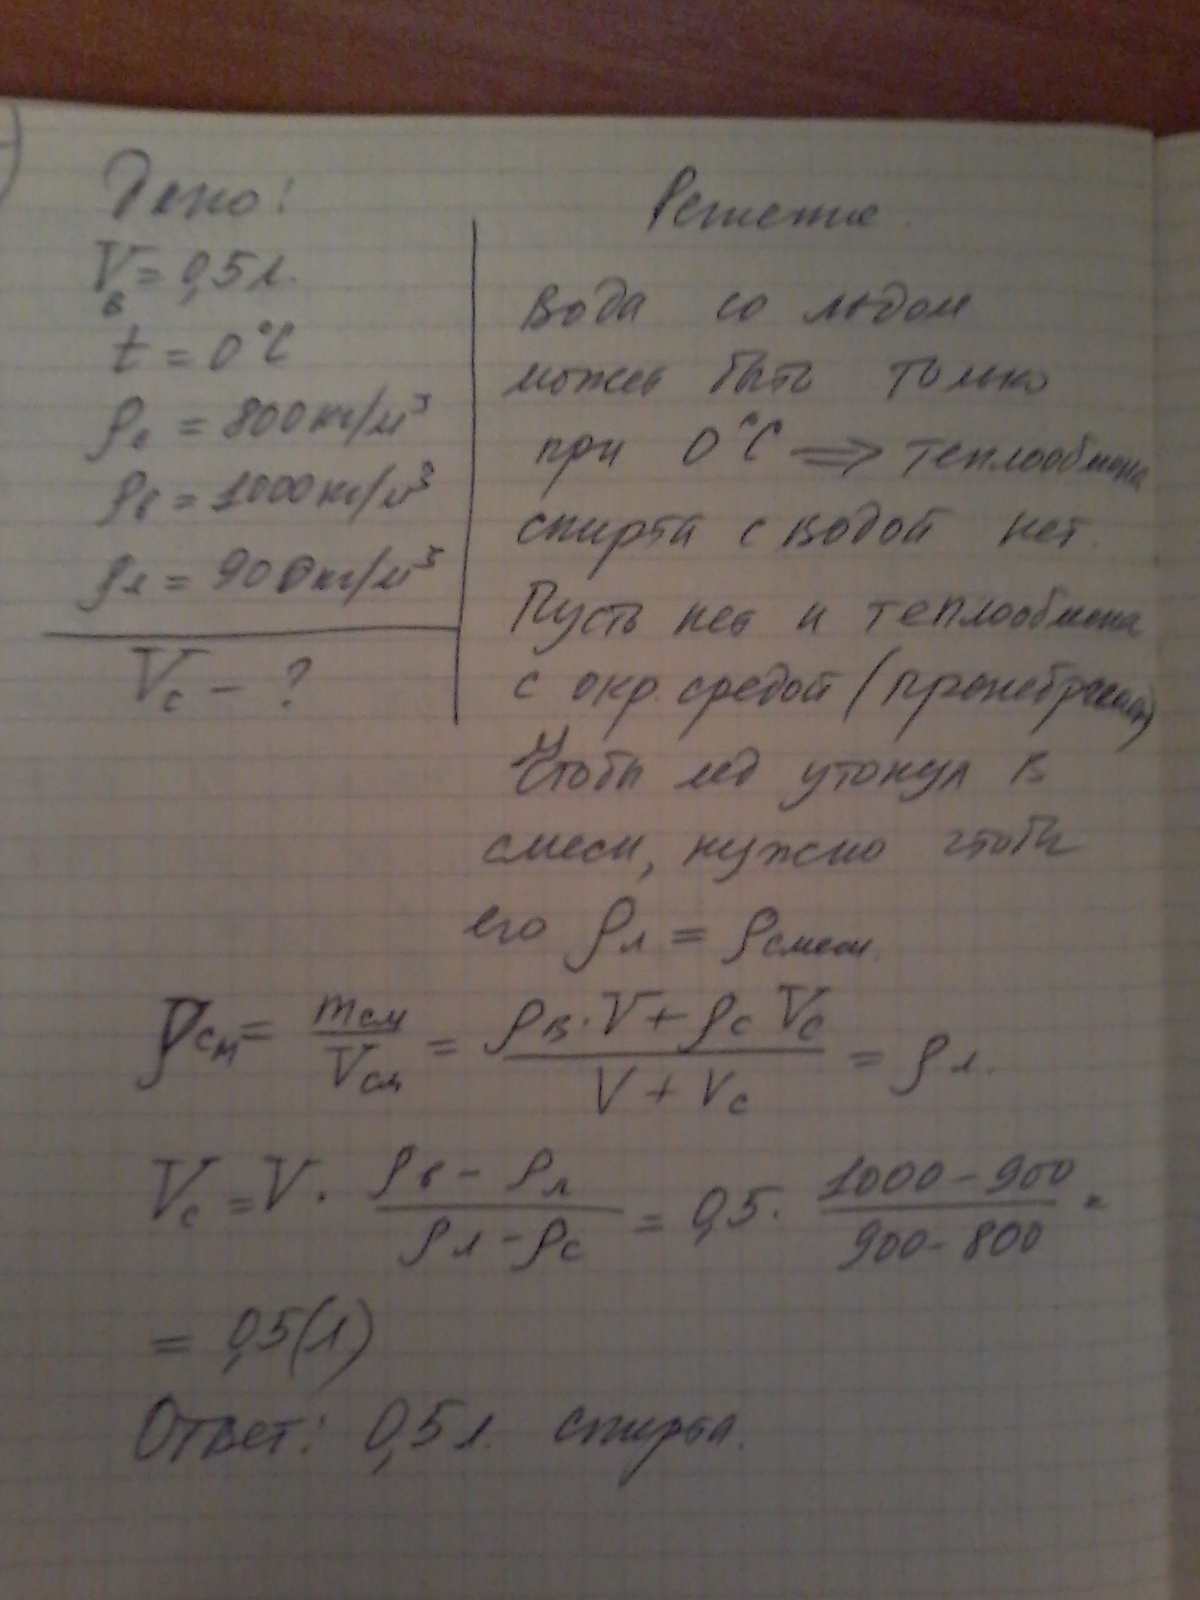 Дано:
V_в = 0,5 л.
t = 0°C
ρ_с = 800 кг/м³
ρ_в = 1000 кг/м³
ρ_л = 900 кг/м³
V_с - ?
Решение.
Вода со льдом
может быть только
при 0°C ⇒ теплообмена
спирта с водой нет.
Пусть нет и теплообмена
с окр. средой (пренебрегаем)
Чтобы лед утонул в
смеси, нужно чтобы
его ρ_л = ρ_смеси.
ρ_см = m_см / V_см = (ρ_в · V + ρ_с V_с) / (V + V_с) = ρ_л.
V_с = V · (ρ_в - ρ_л) / (ρ_л - ρ_с) = 0,5 · (1000 - 900) / (900 - 800) =
= 0,5 (л)
Ответ: 0,5 л. спирта.